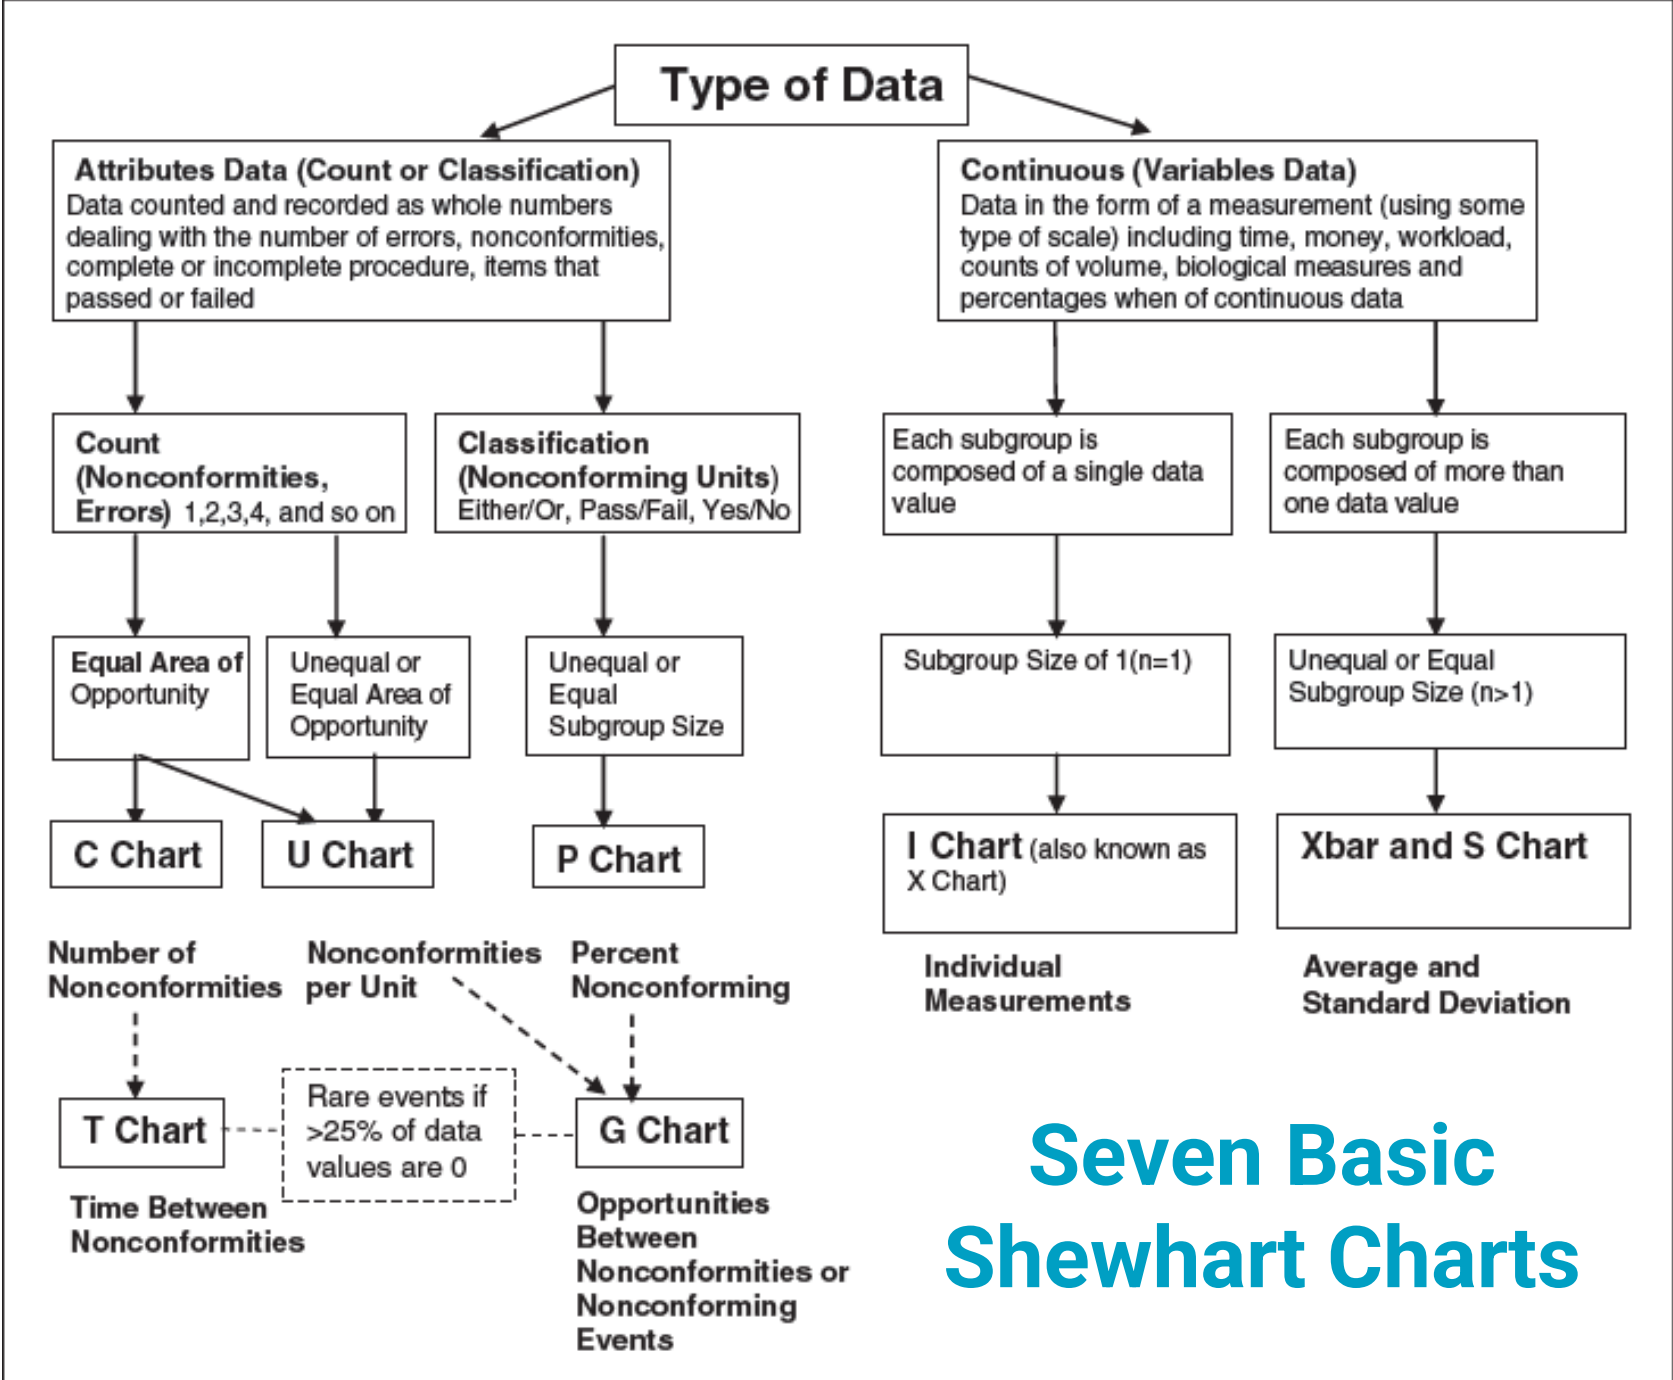 Type of Data
Attributes Data (Count or Classification)
Data counted and recorded as whole numbers
dealing with the number of errors, nonconformities,
complete or incomplete procedure, items that
passed or failed
Continuous (Variables Data)
Data in the form of a measurement (using some
type of scale) including time, money, workload,
counts of volume, biological measures and
percentages when of continuous data
Count
(Nonconformities,
Errors) 1,2,3,4, and so on
Classification
(Nonconforming Units)
Either/Or, Pass/Fail, Yes/No
Each subgroup is
composed of a single data
value
Each subgroup is
composed of more than
one data value
Equal Area of
Opportunity
Unequal or
Equal Area of
Opportunity
Unequal or
Equal
Subgroup Size
Subgroup Size of 1(n=1)
Unequal or Equal
Subgroup Size (n>1)
C Chart
U Chart
P Chart
I Chart (also known as
X Chart)
Xbar and S Chart
Number of
Nonconformities
Nonconformities
per Unit
Percent
Nonconforming
Individual
Measurements
Average and
Standard Deviation
T Chart
Rare events if
>25% of data
values are 0
G Chart
Time Between
Nonconformities
Opportunities
Between
Nonconformities or
Nonconforming
Events
Seven Basic
Shewhart Charts